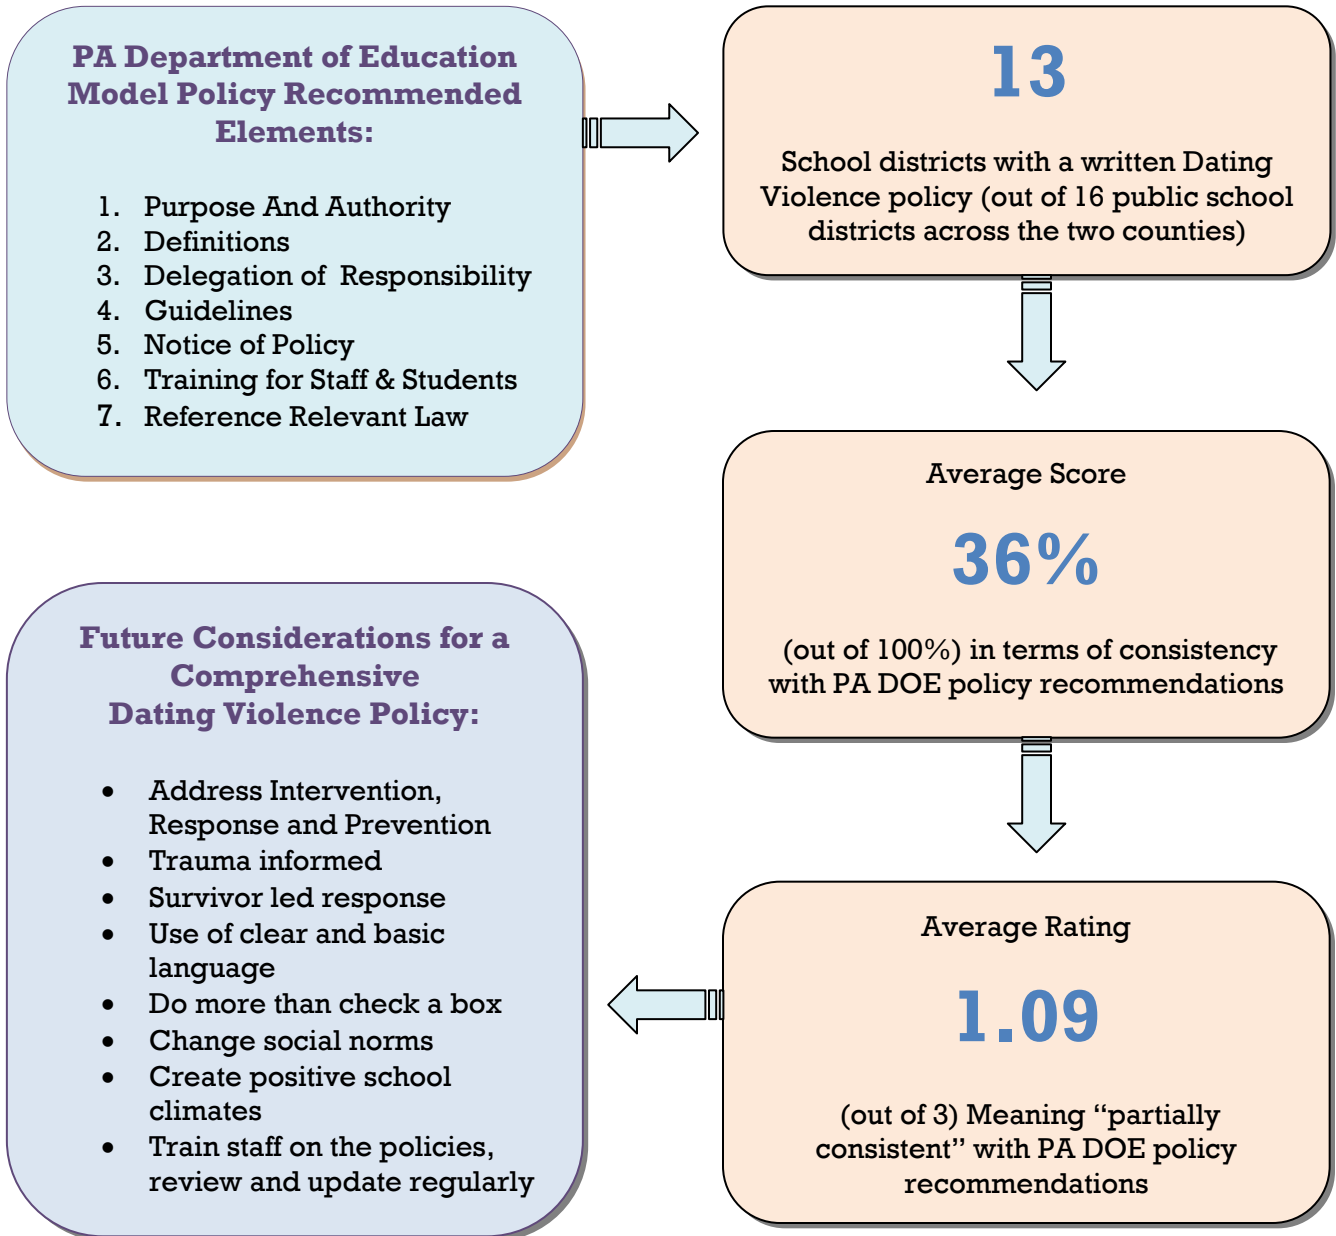 PA Department of Education
Model Policy Recommended
Elements:
1. Purpose And Authority
2. Definitions
3. Delegation of Responsibility
4. Guidelines
5. Notice of Policy
6. Training for Staff & Students
7. Reference Relevant Law
13
School districts with a written Dating
Violence policy (out of 16 public school
districts across the two counties)
Average Score
36%
(out of 100%) in terms of consistency
with PA DOE policy recommendations
Average Rating
1.09
(out of 3) Meaning “partially
consistent” with PA DOE policy
recommendations
Future Considerations for a
Comprehensive
Dating Violence Policy:
• Address Intervention,
Response and Prevention
• Trauma informed
• Survivor led response
• Use of clear and basic
language
• Do more than check a box
• Change social norms
• Create positive school
climates
• Train staff on the policies,
review and update regularly